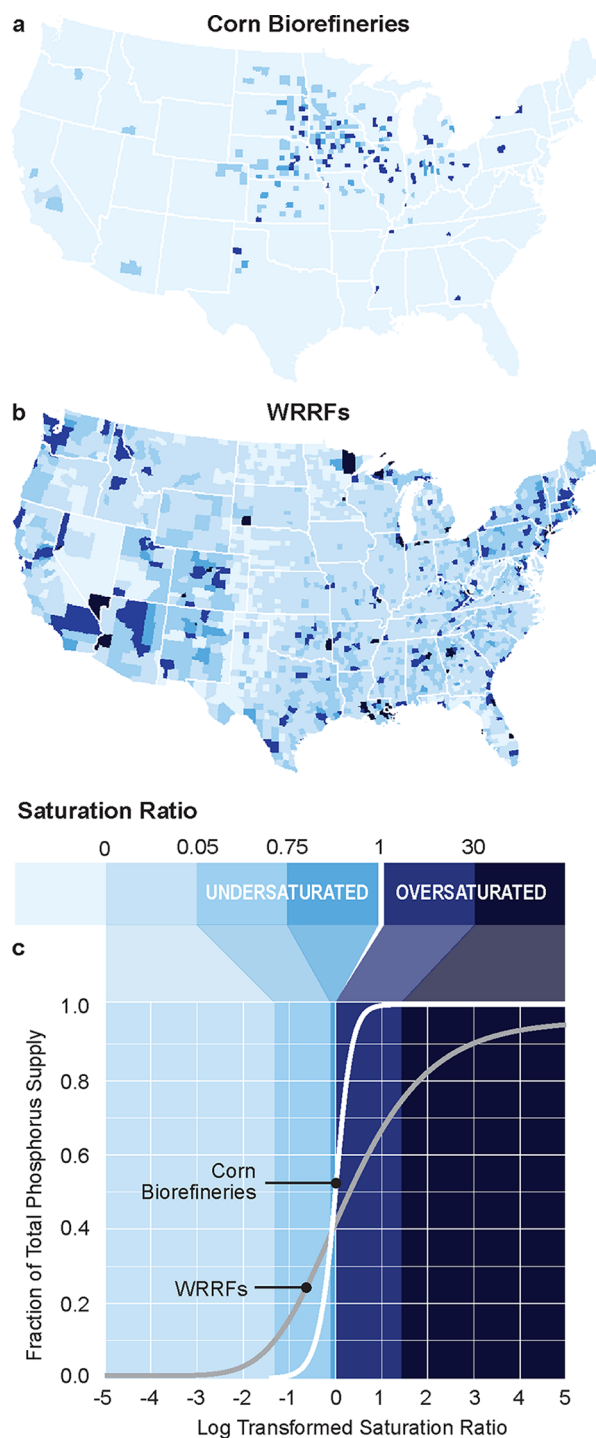 a
Corn Biorefineries
b
WRRFs
Saturation Ratio
0 0.05 0.75 1 30
UNDERSATURATED OVERSATURATED
c
1.0
0.8
0.6
0.4
0.2
0.0
Fraction of Total Phosphorus Supply
Corn
Biorefineries
WRRFs
-5 -4 -3 -2 -1 0 1 2 3 4 5
Log Transformed Saturation Ratio